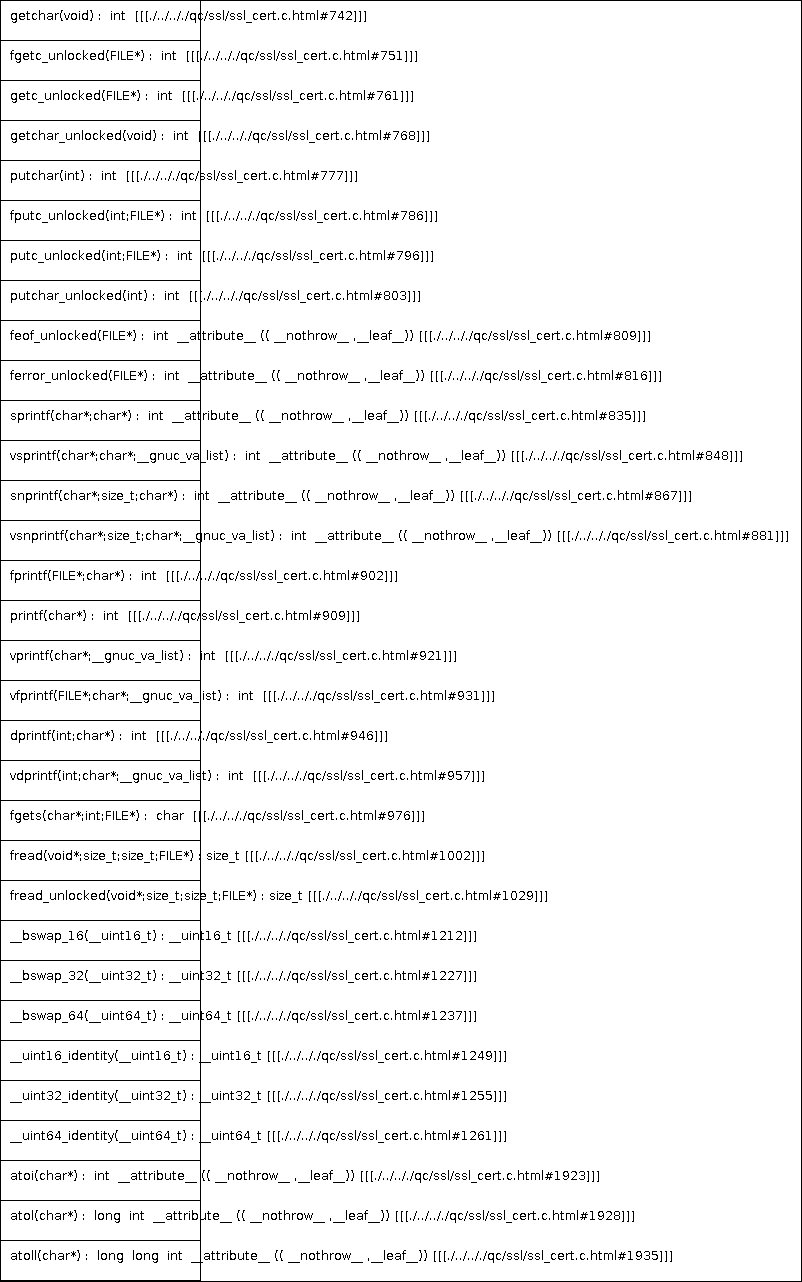 getchar(void) : int [[[./../.././qc/ssl/ssl_cert.c.html#742]]]
fgetc_unlocked(FILE*) : int [[[./../.././qc/ssl/ssl_cert.c.html#751]]]
getc_unlocked(FILE*) : int [[[./../.././qc/ssl/ssl_cert.c.html#761]]]
getchar_unlocked(void) : int [[[./../.././qc/ssl/ssl_cert.c.html#768]]]
putchar(int) : int [[[./../.././qc/ssl/ssl_cert.c.html#777]]]
fputc_unlocked(int;FILE*) : int [[[./../.././qc/ssl/ssl_cert.c.html#786]]]
putc_unlocked(int;FILE*) : int [[[./../.././qc/ssl/ssl_cert.c.html#796]]]
putchar_unlocked(int) : int [[[./../.././qc/ssl/ssl_cert.c.html#803]]]
feof_unlocked(FILE*) : int __attribute__ (( __nothrow__ ,__leaf__)) [[[./../.././qc/ssl/ssl_cert.c.html#809]]]
ferror_unlocked(FILE*) : int __attribute__ (( __nothrow__ ,__leaf__)) [[[./../.././qc/ssl/ssl_cert.c.html#816]]]
sprintf(char*;char*) : int __attribute__ (( __nothrow__ ,__leaf__)) [[[./../.././qc/ssl/ssl_cert.c.html#835]]]
vsprintf(char*;char*;__gnuc_va_list) : int __attribute__ (( __nothrow__ ,__leaf__)) [[[./../.././qc/ssl/ssl_cert.c.html#848]]]
snprintf(char*;size_t;char*) : int __attribute__ (( __nothrow__ ,__leaf__)) [[[./../.././qc/ssl/ssl_cert.c.html#867]]]
vsnprintf(char*;size_t;char*;__gnuc_va_list) : int __attribute__ (( __nothrow__ ,__leaf__)) [[[./../.././qc/ssl/ssl_cert.c.html#881]]]
fprintf(FILE*;char*) : int [[[./../.././qc/ssl/ssl_cert.c.html#902]]]
printf(char*) : int [[[./../.././qc/ssl/ssl_cert.c.html#909]]]
vprintf(char*;__gnuc_va_list) : int [[[./../.././qc/ssl/ssl_cert.c.html#921]]]
vfprintf(FILE*;char*;__gnuc_va_list) : int [[[./../.././qc/ssl/ssl_cert.c.html#931]]]
dprintf(int;char*) : int [[[./../.././qc/ssl/ssl_cert.c.html#946]]]
vdprintf(int;char*;__gnuc_va_list) : int [[[./../.././qc/ssl/ssl_cert.c.html#957]]]
fgets(char*;int;FILE*) : char [[[./../.././qc/ssl/ssl_cert.c.html#976]]]
fread(void*;size_t;size_t;FILE*) : size_t [[[./../.././qc/ssl/ssl_cert.c.html#1002]]]
fread_unlocked(void*;size_t;size_t;FILE*) : size_t [[[./../.././qc/ssl/ssl_cert.c.html#1029]]]
__bswap_16(__uint16_t) : __uint16_t [[[./../.././qc/ssl/ssl_cert.c.html#1212]]]
__bswap_32(__uint32_t) : __uint32_t [[[./../.././qc/ssl/ssl_cert.c.html#1227]]]
__bswap_64(__uint64_t) : __uint64_t [[[./../.././qc/ssl/ssl_cert.c.html#1237]]]
__uint16_identity(__uint16_t) : __uint16_t [[[./../.././qc/ssl/ssl_cert.c.html#1249]]]
__uint32_identity(__uint32_t) : __uint32_t [[[./../.././qc/ssl/ssl_cert.c.html#1255]]]
__uint64_identity(__uint64_t) : __uint64_t [[[./../.././qc/ssl/ssl_cert.c.html#1261]]]
atoi(char*) : int __attribute__ (( __nothrow__ ,__leaf__)) [[[./../.././qc/ssl/ssl_cert.c.html#1923]]]
atol(char*) : long int __attribute__ (( __nothrow__ ,__leaf__)) [[[./../.././qc/ssl/ssl_cert.c.html#1928]]]
atoll(char*) : long long int __attribute__ (( __nothrow__ ,__leaf__)) [[[./../.././qc/ssl/ssl_cert.c.html#1935]]]